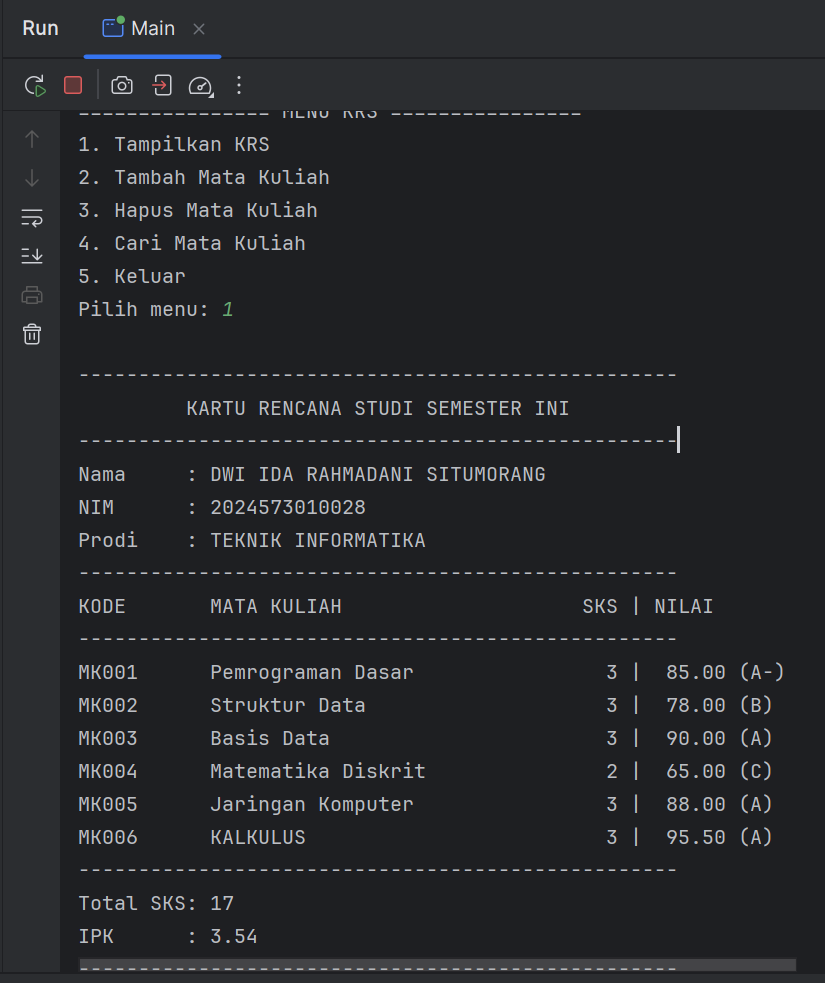 Run Main
---------------- MENU KRS ----------------
1. Tampilkan KRS
2. Tambah Mata Kuliah
3. Hapus Mata Kuliah
4. Cari Mata Kuliah
5. Keluar
Pilih menu: 1
--------------------------------------------------
KARTU RENCANA STUDI SEMESTER INI
--------------------------------------------------
Nama : DWI IDA RAHMADANI SITUMORANG
NIM : 2024573010028
Prodi : TEKNIK INFORMATIKA
--------------------------------------------------
KODE MATA KULIAH SKS | NILAI
--------------------------------------------------
MK001 Pemrograman Dasar 3 | 85.00 (A-)
MK002 Struktur Data 3 | 78.00 (B)
MK003 Basis Data 3 | 90.00 (A)
MK004 Matematika Diskrit 2 | 65.00 (C)
MK005 Jaringan Komputer 3 | 88.00 (A)
MK006 KALKULUS 3 | 95.50 (A)
--------------------------------------------------
Total SKS: 17
IPK : 3.54
--------------------------------------------------